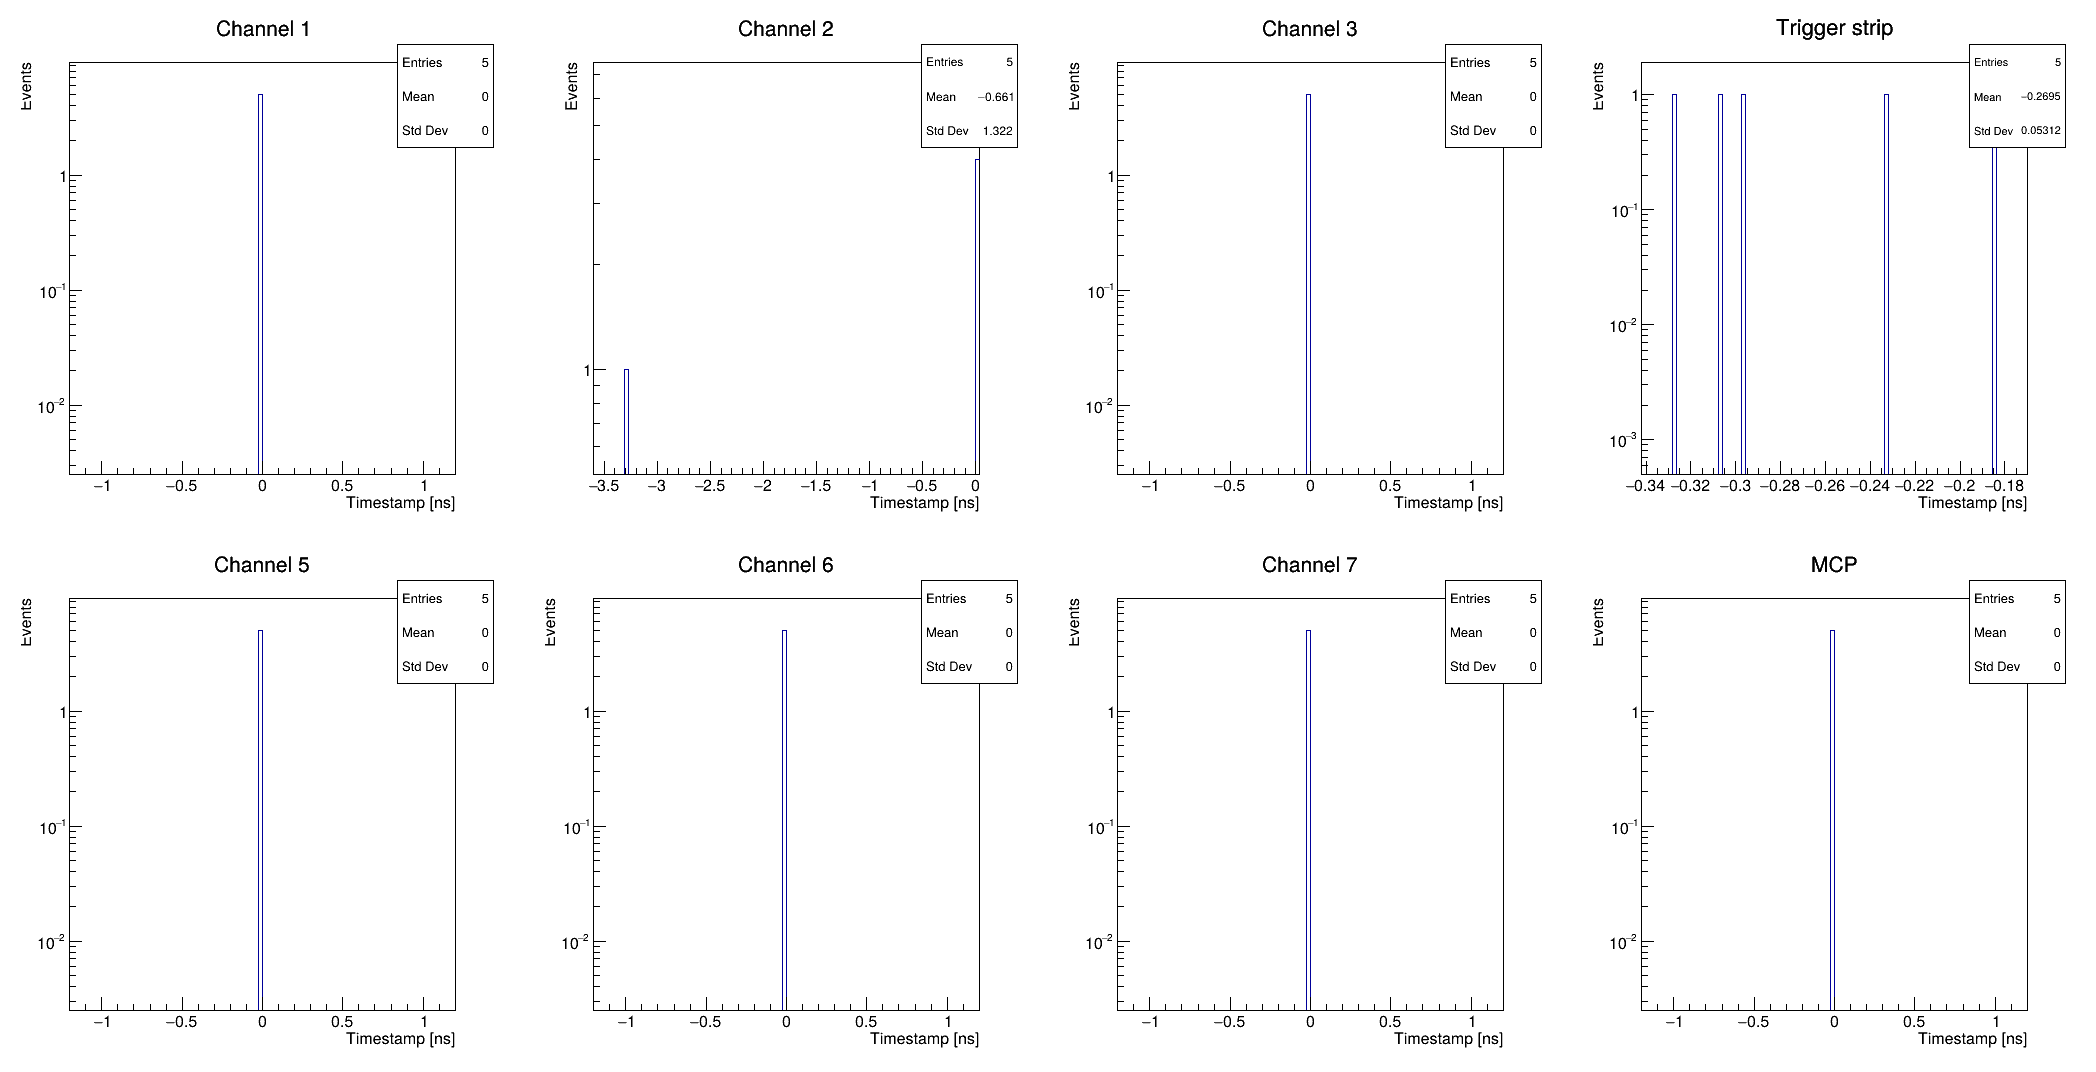 Channel 1
Events
Entries 5
Mean 0
Std Dev 0
1
10⁻¹
10⁻²
−1 −0.5 0 0.5 1
Timestamp [ns]
Channel 2
Events
Entries 5
Mean −0.661
Std Dev 1.322
1
−3.5 −3 −2.5 −2 −1.5 −1 −0.5 0
Timestamp [ns]
Channel 3
Events
Entries 5
Mean 0
Std Dev 0
1
10⁻¹
10⁻²
−1 −0.5 0 0.5 1
Timestamp [ns]
Trigger strip
Events
Entries 5
Mean −0.2695
Std Dev 0.05312
1
10⁻¹
10⁻²
10⁻³
−0.34 −0.32 −0.3 −0.28 −0.26 −0.24 −0.22 −0.2 −0.18
Timestamp [ns]
Channel 5
Events
Entries 5
Mean 0
Std Dev 0
1
10⁻¹
10⁻²
−1 −0.5 0 0.5 1
Timestamp [ns]
Channel 6
Events
Entries 5
Mean 0
Std Dev 0
1
10⁻¹
10⁻²
−1 −0.5 0 0.5 1
Timestamp [ns]
Channel 7
Events
Entries 5
Mean 0
Std Dev 0
1
10⁻¹
10⁻²
−1 −0.5 0 0.5 1
Timestamp [ns]
MCP
Events
Entries 5
Mean 0
Std Dev 0
1
10⁻¹
10⁻²
−1 −0.5 0 0.5 1
Timestamp [ns]